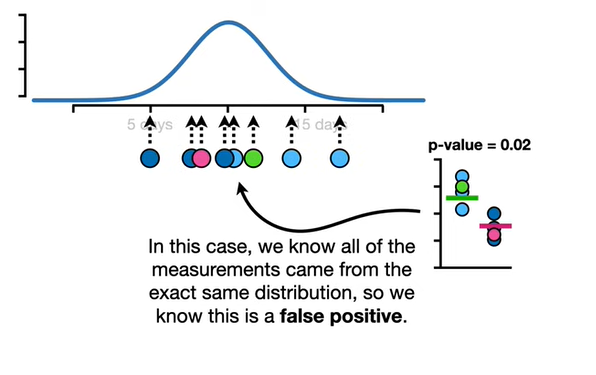 5 days
15 days
p-value = 0.02
In this case, we know all of the
measurements came from the
exact same distribution, so we
know this is a false positive.